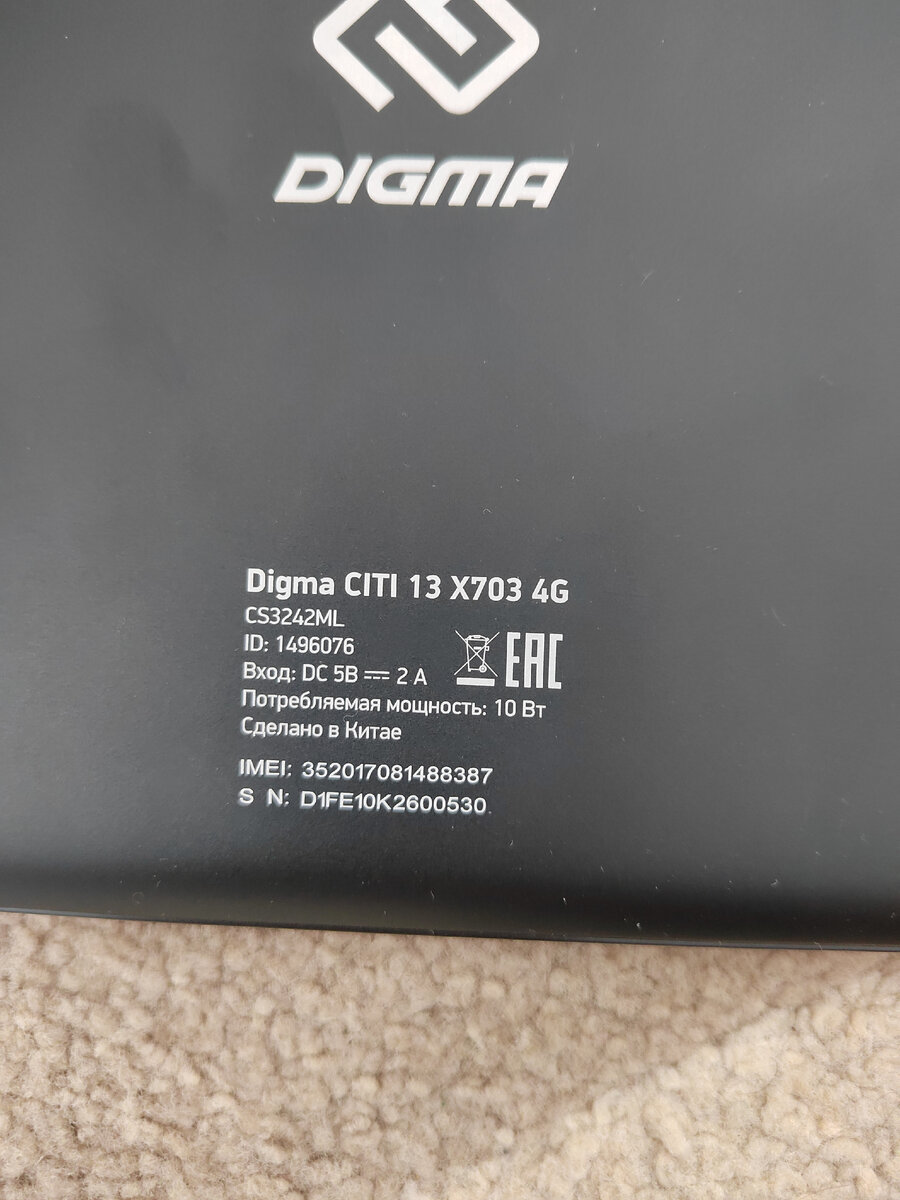 DIGMA
Digma CITI 13 X703 4G
CS3242ML
ID: 1496076
Вход: DC 5В ⎓ 2 А
EAC
Потребляемая мощность: 10 Вт
Сделано в Китае
IMEI: 352017081488387
S N: D1FE10K2600530